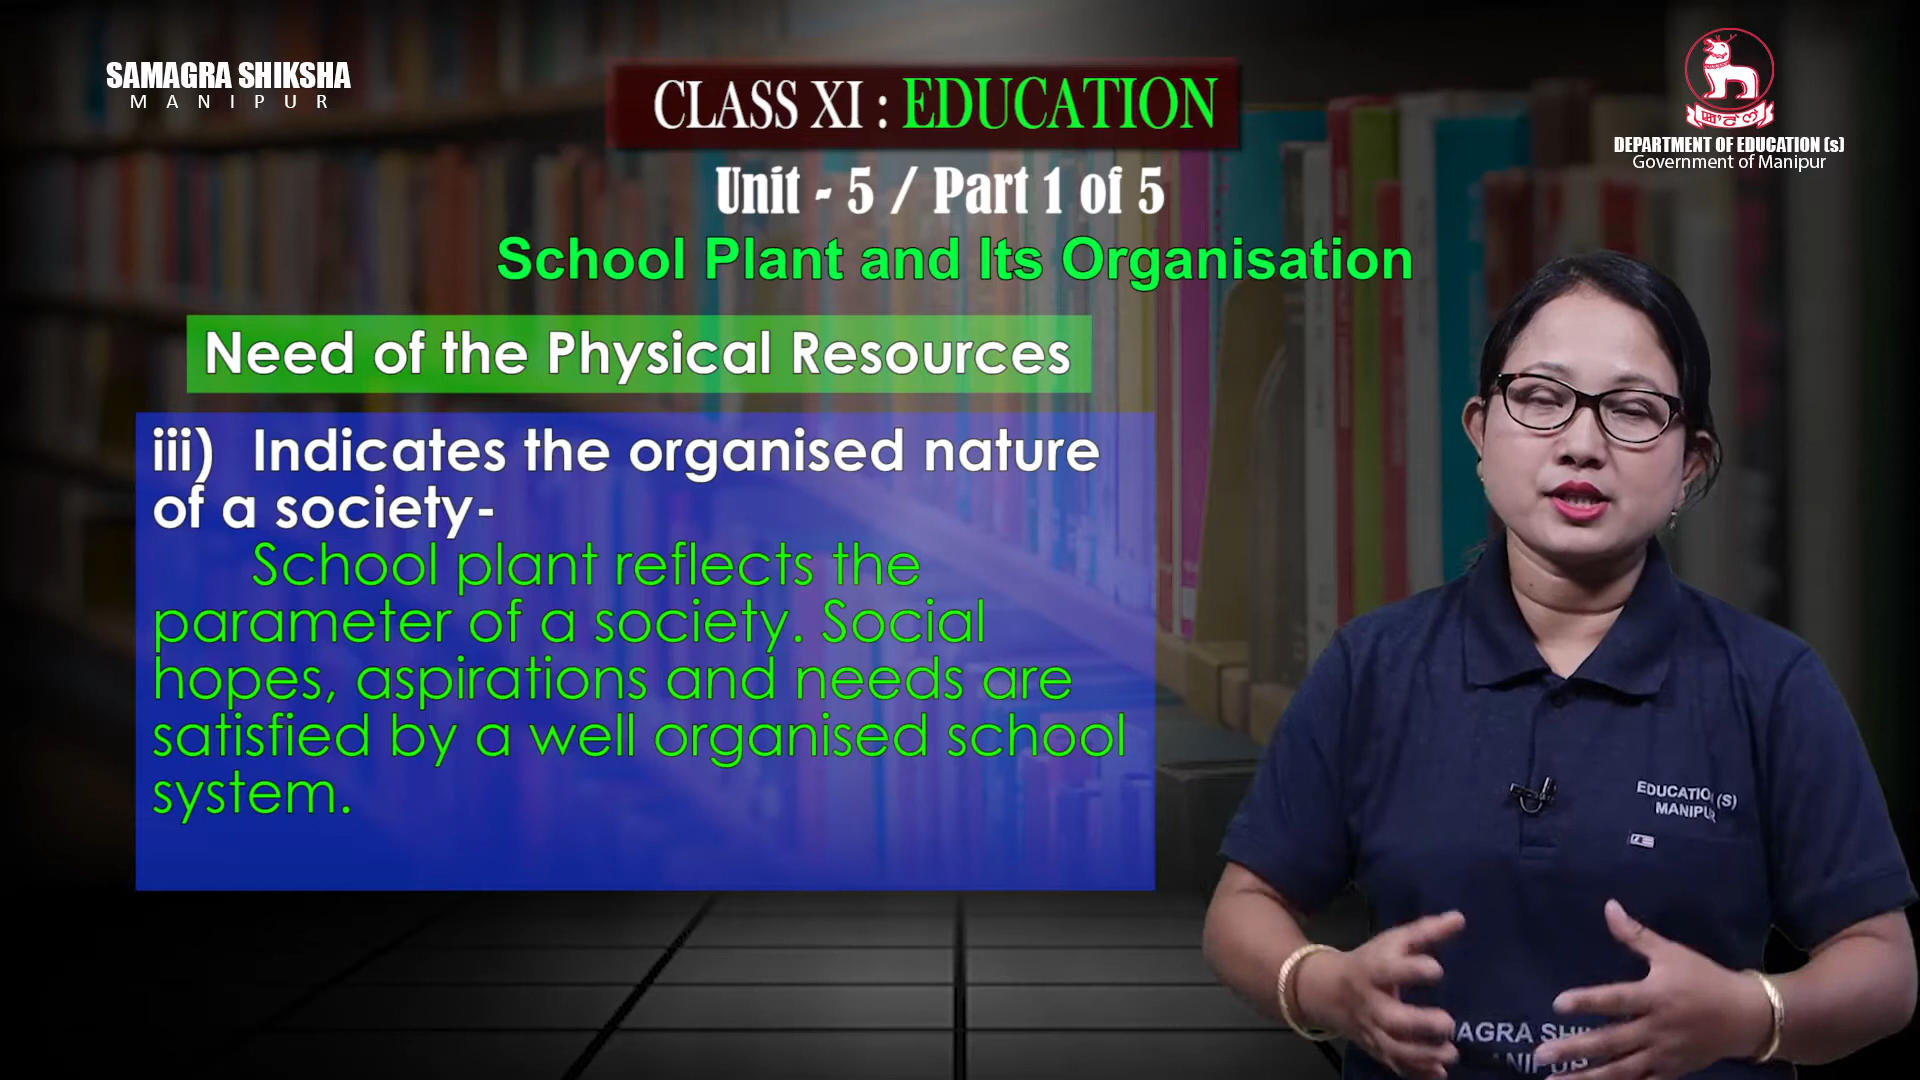 SAMAGRA SHIKSHA
MANIPUR
CLASS XI : EDUCATION
Unit - 5 / Part 1 of 5
School Plant and Its Organisation
DEPARTMENT OF EDUCATION (s)
Government of Manipur
Need of the Physical Resources
iii) Indicates the organised nature
of a society-
School plant reflects the
parameter of a society. Social
hopes, aspirations and needs are
satisfied by a well organised school
system.
EDUCATION (S)
MANIPUR